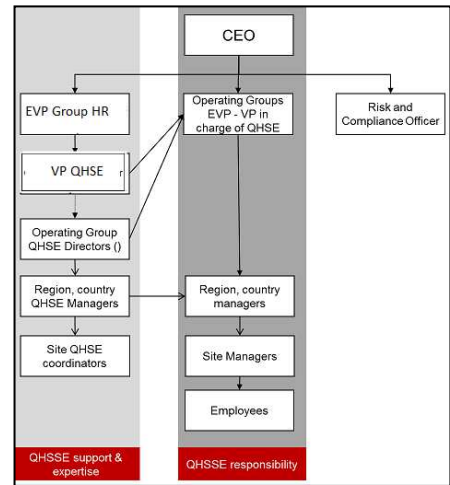 CEO
EVP Group HR
Operating Groups
EVP - VP in
charge of QHSE
Risk and
Compliance Officer
VP QHSE
r
Operating Group
QHSE Directors ()
Region, country
QHSE Managers
Region, country
managers
Site QHSE
coordinators
Site Managers
Employees
QHSSE support &
expertise
QHSSE responsibility